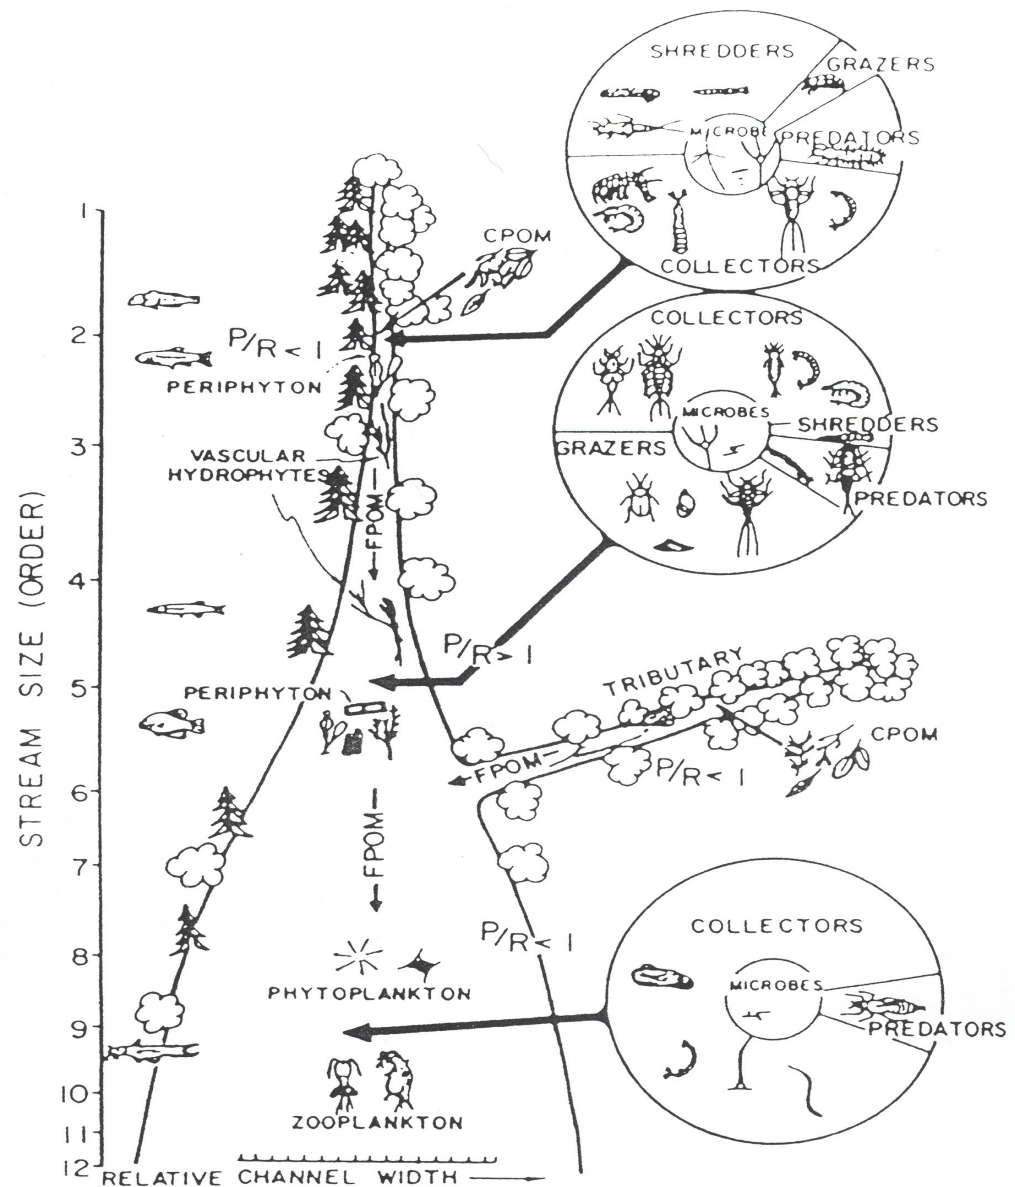 SHREDDERS
GRAZERS
MICROBE
PREDATORS
COLLECTORS
1
CPOM
2
P/R < 1
PERIPHYTON
COLLECTORS
MICROBES
SHREDDERS
GRAZERS
PREDATORS
3
VASCULAR
HYDROPHYTES
FPOM
STREAM SIZE (ORDER)
4
P/R > 1
5
PERIPHYTON
TRIBUTARY
CPOM
FPOM
P/R < 1
6
FPOM
7
P/R < 1
8
COLLECTORS
MICROBES
PREDATORS
PHYTOPLANKTON
9
10
ZOOPLANKTON
11
12
RELATIVE CHANNEL WIDTH